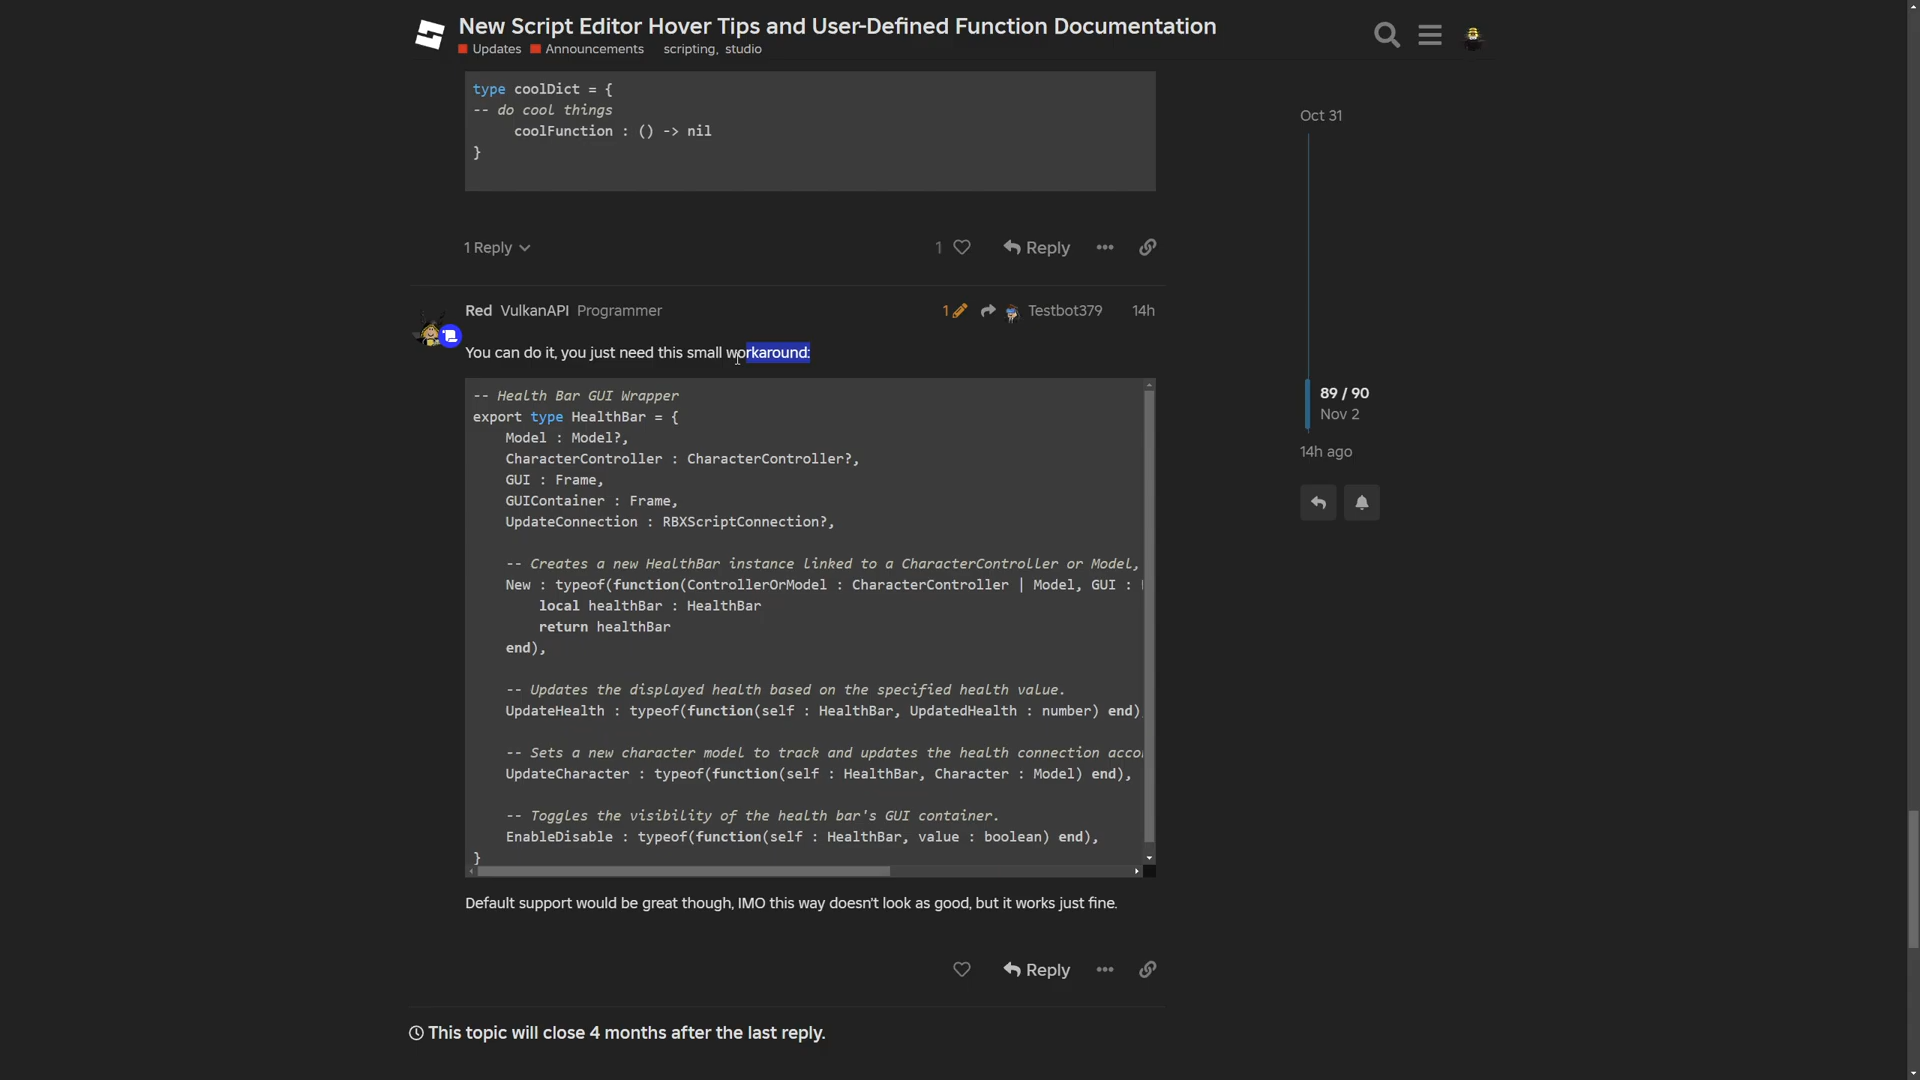 New Script Editor Hover Tips and User-Defined Function Documentation
Updates Announcements scripting, studio
type coolDict = {
-- do cool things
coolFunction : () -> nil
}
1 Reply
1
Reply
Red VulkanAPI Programmer
1
Testbot379
14h
You can do it, you just need this small workaround:
-- Health Bar GUI Wrapper
export type HealthBar = {
Model : Model?,
CharacterController : CharacterController?,
GUI : Frame,
GUIContainer : Frame,
UpdateConnection : RBXScriptConnection?,
-- Creates a new HealthBar instance linked to a CharacterController or Model,
New : typeof(function(ControllerOrModel : CharacterController | Model, GUI :
local healthBar : HealthBar
return healthBar
end),
-- Updates the displayed health based on the specified health value.
UpdateHealth : typeof(function(self : HealthBar, UpdatedHealth : number) end)
-- Sets a new character model to track and updates the health connection acco
UpdateCharacter : typeof(function(self : HealthBar, Character : Model) end),
-- Toggles the visibility of the health bar's GUI container.
EnableDisable : typeof(function(self : HealthBar, value : boolean) end),
}
Default support would be great though, IMO this way doesn't look as good, but it works just fine.
Reply
This topic will close 4 months after the last reply.
Oct 31
89 / 90
Nov 2
14h ago